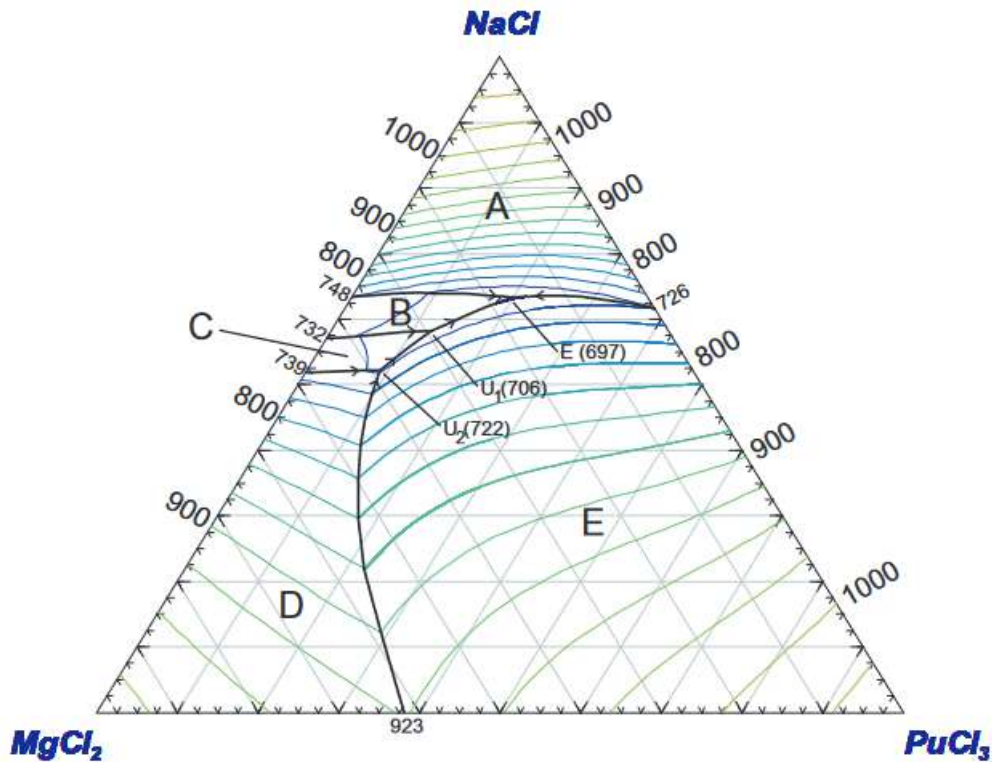 NaCl
1000 1000
A
900 900
800 800
748 726
B
C 732
E (697)
739 800
U1(706)
800 U2(722)
900
900 E
1000
D
923
MgCl2 PuCl3